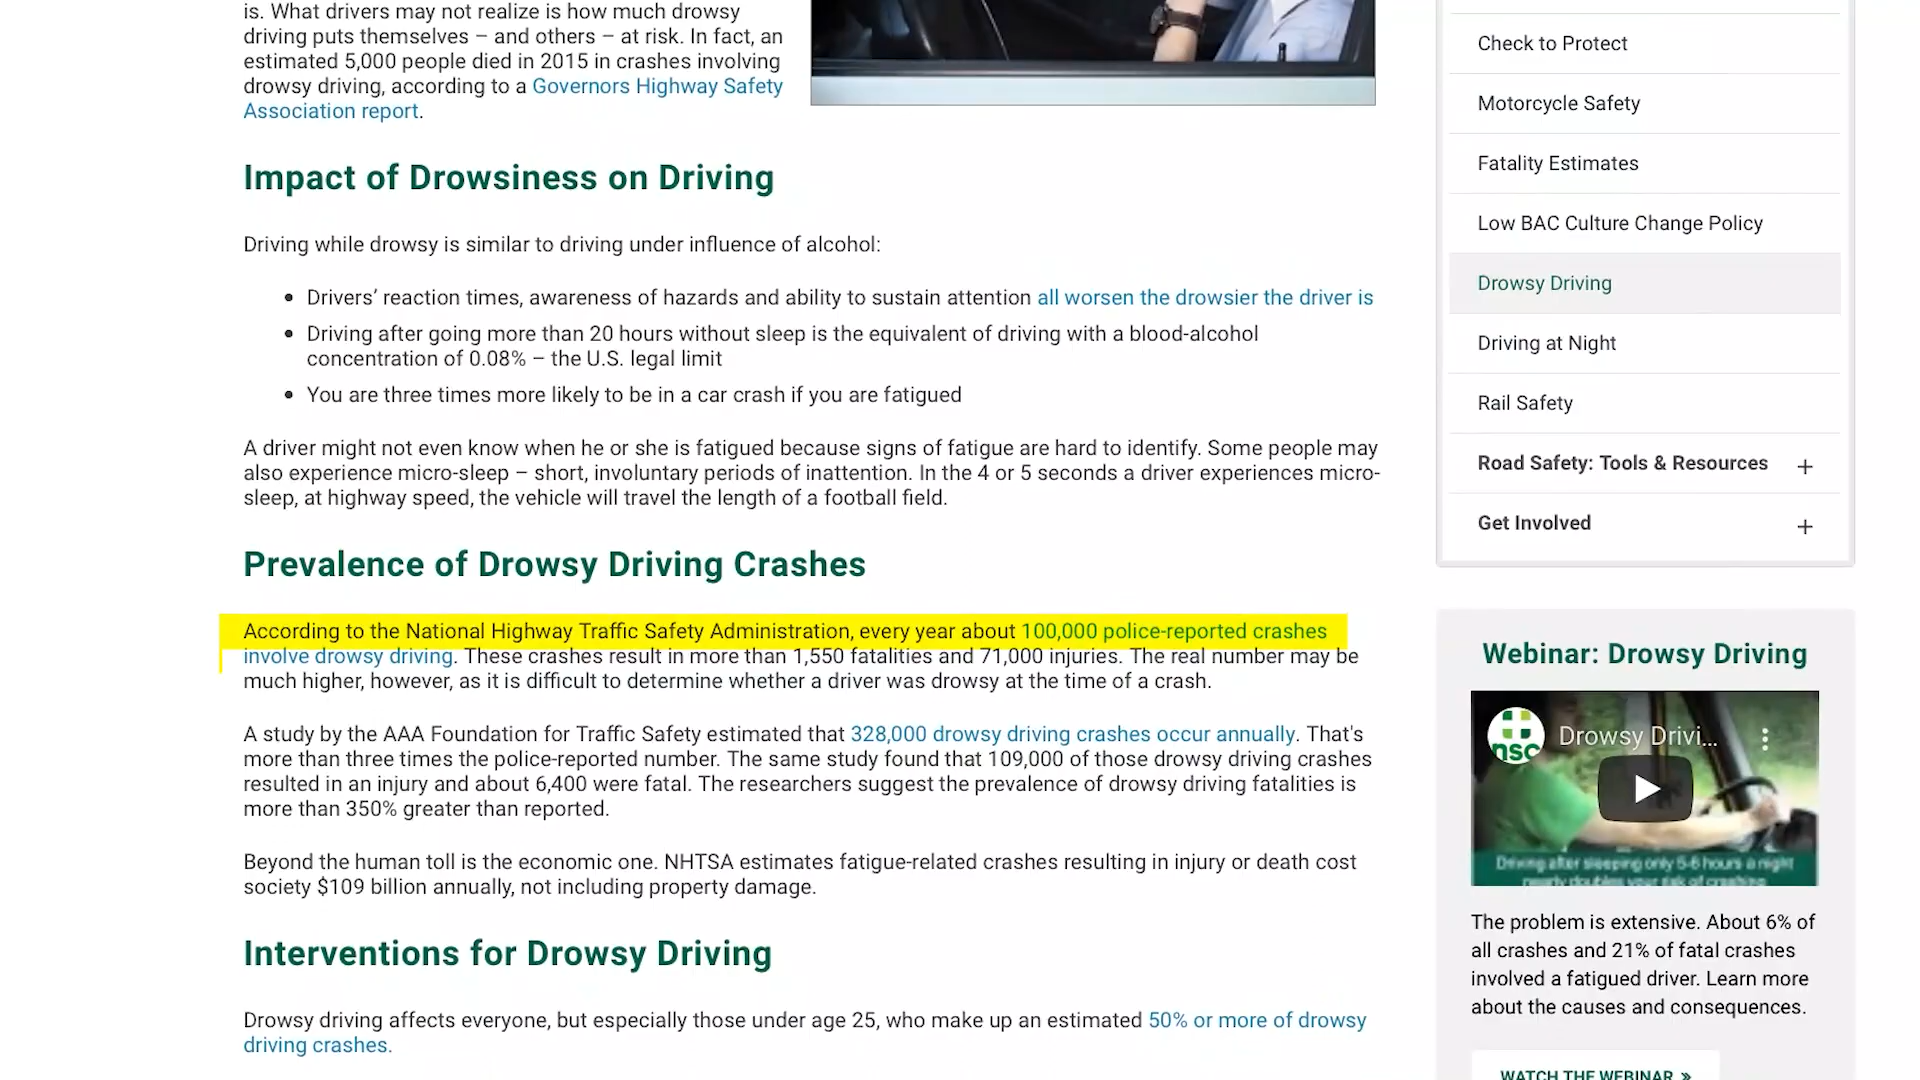 is. What drivers may not realize is how much drowsy
driving puts themselves – and others – at risk. In fact, an
estimated 5,000 people died in 2015 in crashes involving
drowsy driving, according to a Governors Highway Safety
Association report.
Impact of Drowsiness on Driving
Driving while drowsy is similar to driving under influence of alcohol:
Drivers’ reaction times, awareness of hazards and ability to sustain attention all worsen the drowsier the driver is
Driving after going more than 20 hours without sleep is the equivalent of driving with a blood-alcohol
concentration of 0.08% – the U.S. legal limit
You are three times more likely to be in a car crash if you are fatigued
A driver might not even know when he or she is fatigued because signs of fatigue are hard to identify. Some people may
also experience micro-sleep – short, involuntary periods of inattention. In the 4 or 5 seconds a driver experiences micro-
sleep, at highway speed, the vehicle will travel the length of a football field.
Prevalence of Drowsy Driving Crashes
According to the National Highway Traffic Safety Administration, every year about 100,000 police-reported crashes
involve drowsy driving. These crashes result in more than 1,550 fatalities and 71,000 injuries. The real number may be
much higher, however, as it is difficult to determine whether a driver was drowsy at the time of a crash.
A study by the AAA Foundation for Traffic Safety estimated that 328,000 drowsy driving crashes occur annually. That's
more than three times the police-reported number. The same study found that 109,000 of those drowsy driving crashes
resulted in an injury and about 6,400 were fatal. The researchers suggest the prevalence of drowsy driving fatalities is
more than 350% greater than reported.
Beyond the human toll is the economic one. NHTSA estimates fatigue-related crashes resulting in injury or death cost
society $109 billion annually, not including property damage.
Interventions for Drowsy Driving
Drowsy driving affects everyone, but especially those under age 25, who make up an estimated 50% or more of drowsy
driving crashes.
Check to Protect
Motorcycle Safety
Fatality Estimates
Low BAC Culture Change Policy
Drowsy Driving
Driving at Night
Rail Safety
Road Safety: Tools & Resources +
Get Involved +
Webinar: Drowsy Driving
nsc
Drowsy Drivi...
Driving after sleeping only 5-6 hours a night
nearly doubles your risk of crashing
The problem is extensive. About 6% of
all crashes and 21% of fatal crashes
involved a fatigued driver. Learn more
about the causes and consequences.
WATCH THE WEBINAR »